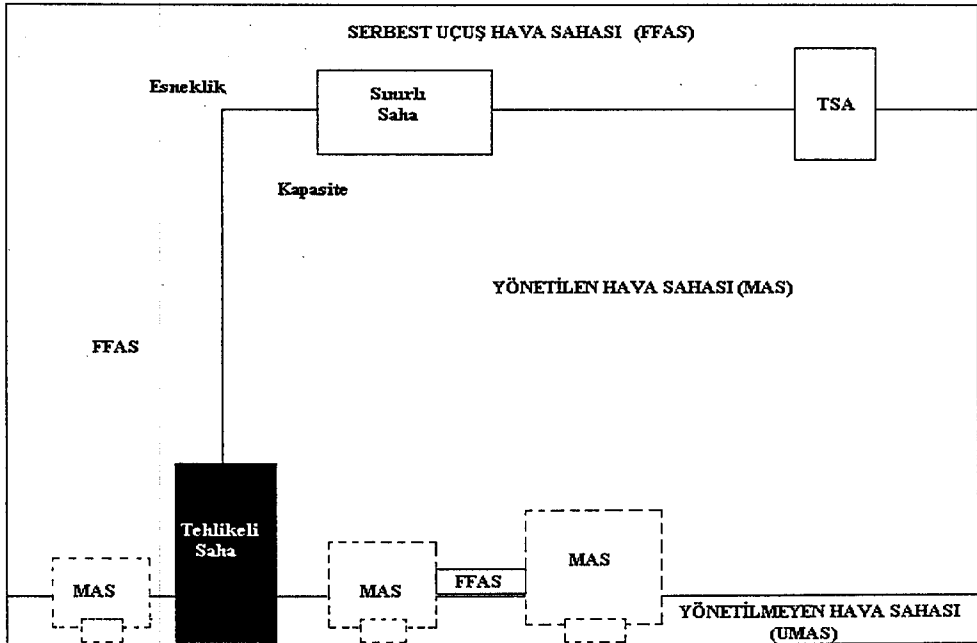 SERBEST UÇUŞ HAVA SAHASI (FFAS)
Esneklik
Sınırlı
Saha
TSA
Kapasite
YÖNETİLEN HAVA SAHASI (MAS)
FFAS
Tehlikeli
Saha
MAS
MAS
FFAS
MAS
YÖNETİLMEYEN HAVA SAHASI
(UMAS)